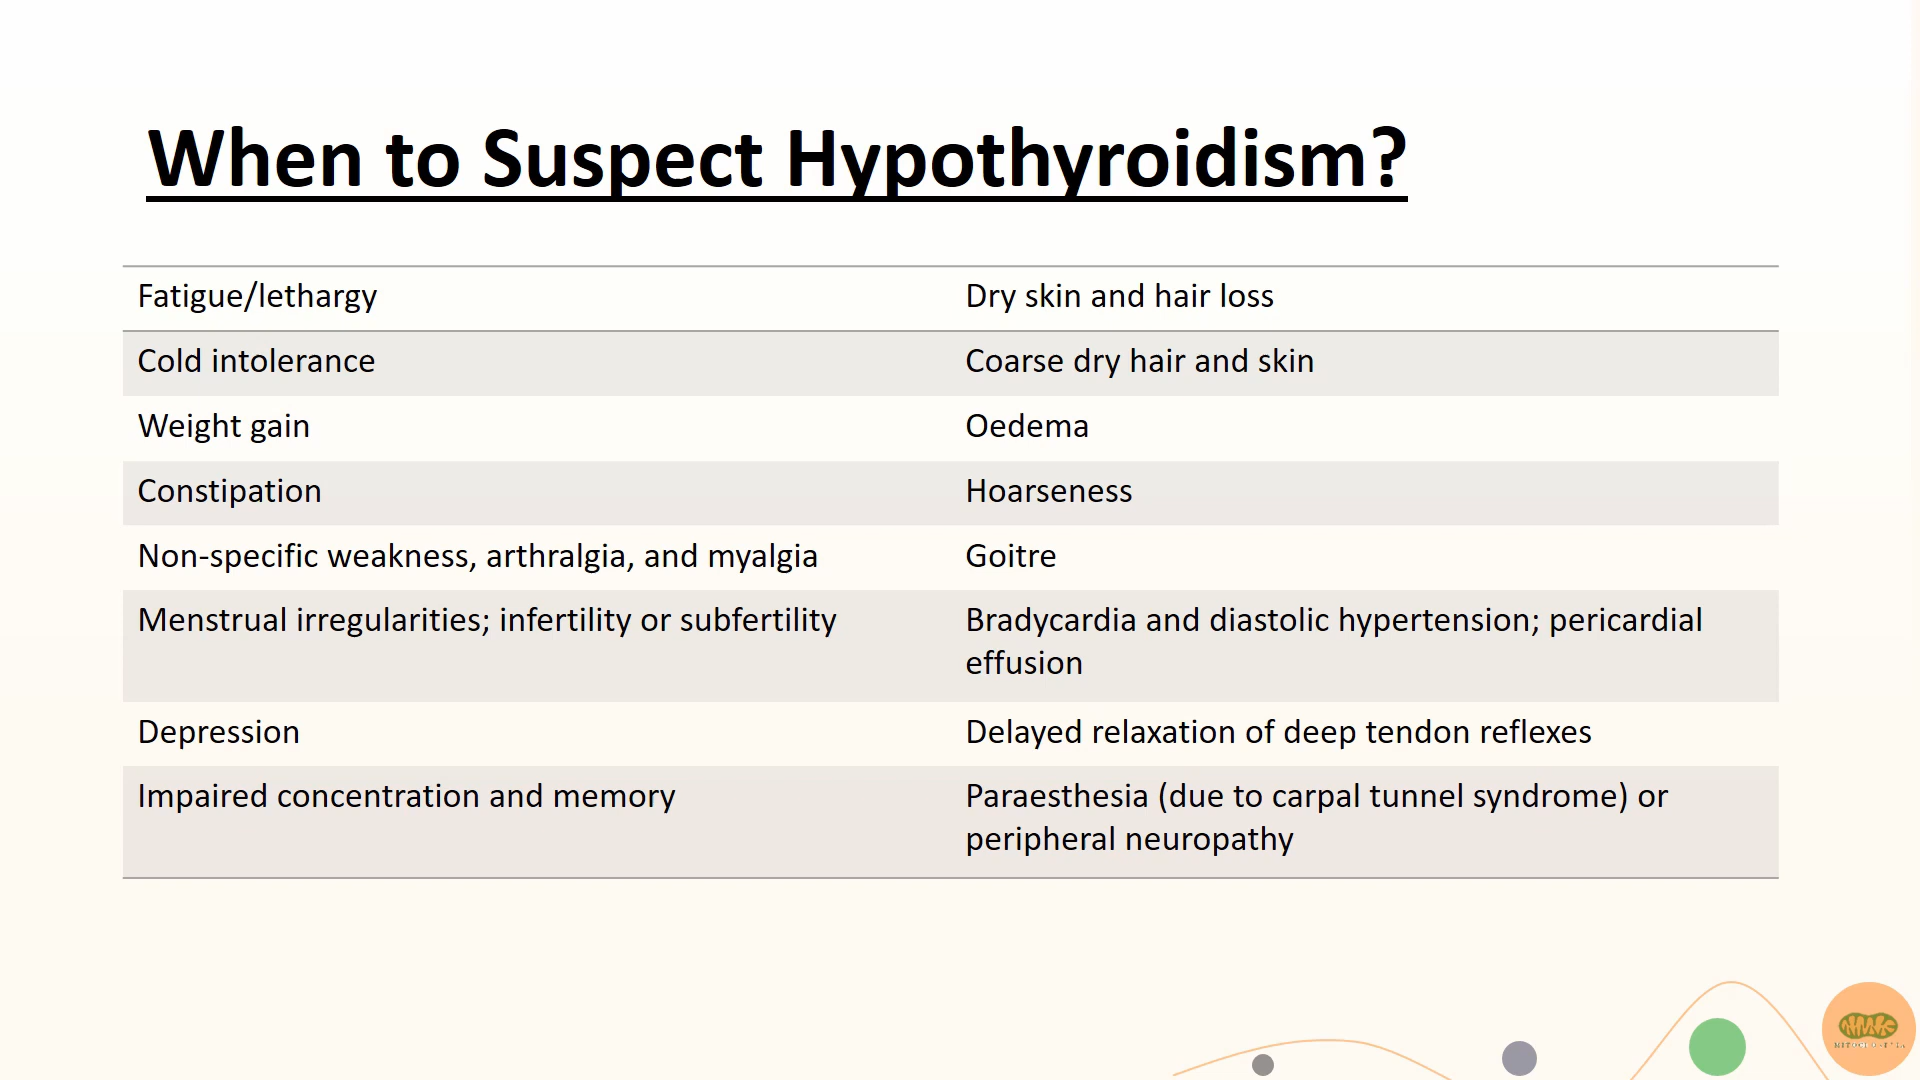 When to Suspect Hypothyroidism?
Fatigue/lethargy
Dry skin and hair loss
Cold intolerance
Coarse dry hair and skin
Weight gain
Oedema
Constipation
Hoarseness
Non-specific weakness, arthralgia, and myalgia
Goitre
Menstrual irregularities; infertility or subfertility
Bradycardia and diastolic hypertension; pericardial
effusion
Depression
Delayed relaxation of deep tendon reflexes
Impaired concentration and memory
Paraesthesia (due to carpal tunnel syndrome) or
peripheral neuropathy